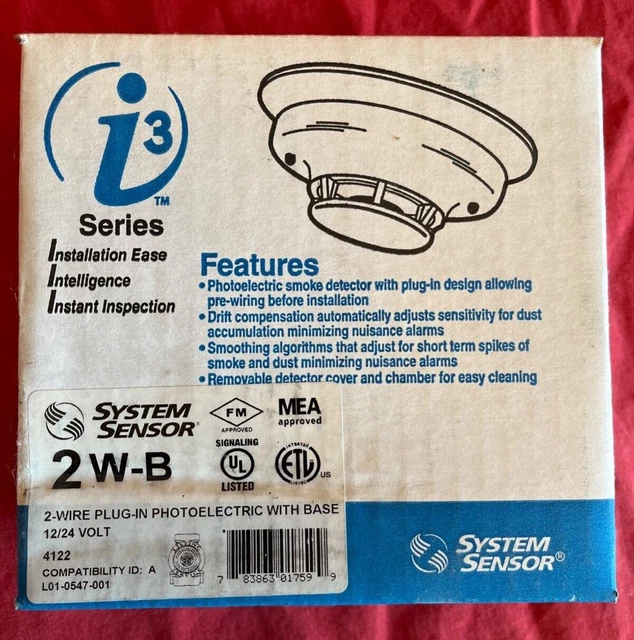 i3™
Series
Installation Ease
Intelligence
Instant Inspection
Features
• Photoelectric smoke detector with plug-in design allowing
pre-wiring before installation
• Drift compensation automatically adjusts sensitivity for dust
accumulation minimizing nuisance alarms
• Smoothing algorithms that adjust for short term spikes of
smoke and dust minimizing nuisance alarms
• Removable detector cover and chamber for easy cleaning
SYSTEM
SENSOR®
FM
APPROVED
MEA
approved
2W-B
SIGNALING
UL
LISTED
ETL
US
2-WIRE PLUG-IN PHOTOELECTRIC WITH BASE
12/24 VOLT
4122
COMPATIBILITY ID: A
L01-0547-001
7 83863 01759 9
SYSTEM
SENSOR®